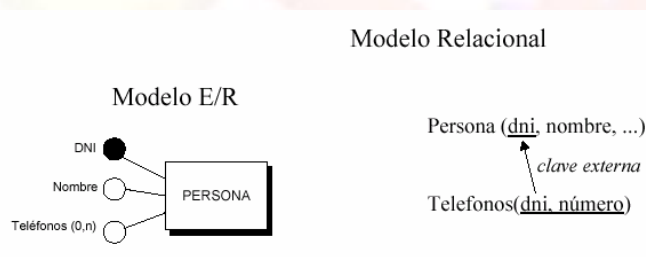 Modelo Relacional
Modelo E/R
DNI
Nombre
Teléfonos (0,n)
PERSONA
Persona (dni, nombre, ...)
clave externa
Telefonos(dni, número)